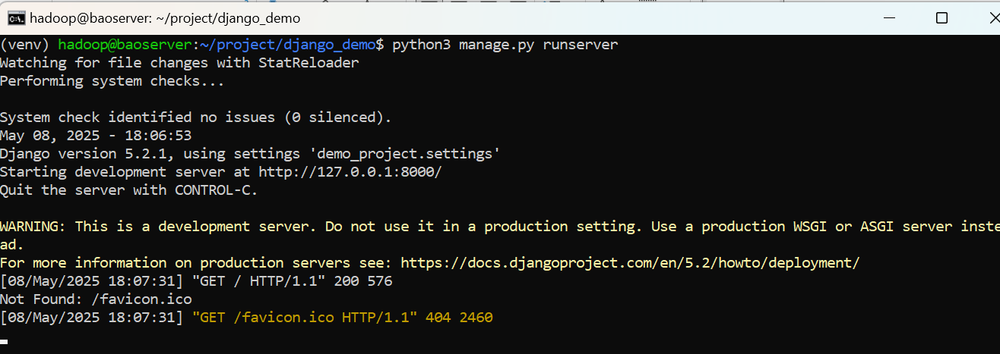 hadoop@baoserver: ~/project/django_demo
(venv) hadoop@baoserver:~/project/django_demo$ python3 manage.py runserver
Watching for file changes with StatReloader
Performing system checks...
System check identified no issues (0 silenced).
May 08, 2025 - 18:06:53
Django version 5.2.1, using settings 'demo_project.settings'
Starting development server at http://127.0.0.1:8000/
Quit the server with CONTROL-C.
WARNING: This is a development server. Do not use it in a production setting. Use a production WSGI or ASGI server inste
ad.
For more information on production servers see: https://docs.djangoproject.com/en/5.2/howto/deployment/
[08/May/2025 18:07:31] "GET / HTTP/1.1" 200 576
Not Found: /favicon.ico
[08/May/2025 18:07:31] "GET /favicon.ico HTTP/1.1" 404 2460